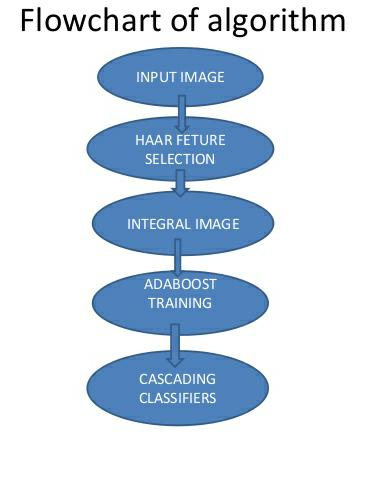 Flowchart of algorithm
INPUT IMAGE
HAAR FETURE
SELECTION
INTEGRAL IMAGE
ADABOOST
TRAINING
CASCADING
CLASSIFIERS